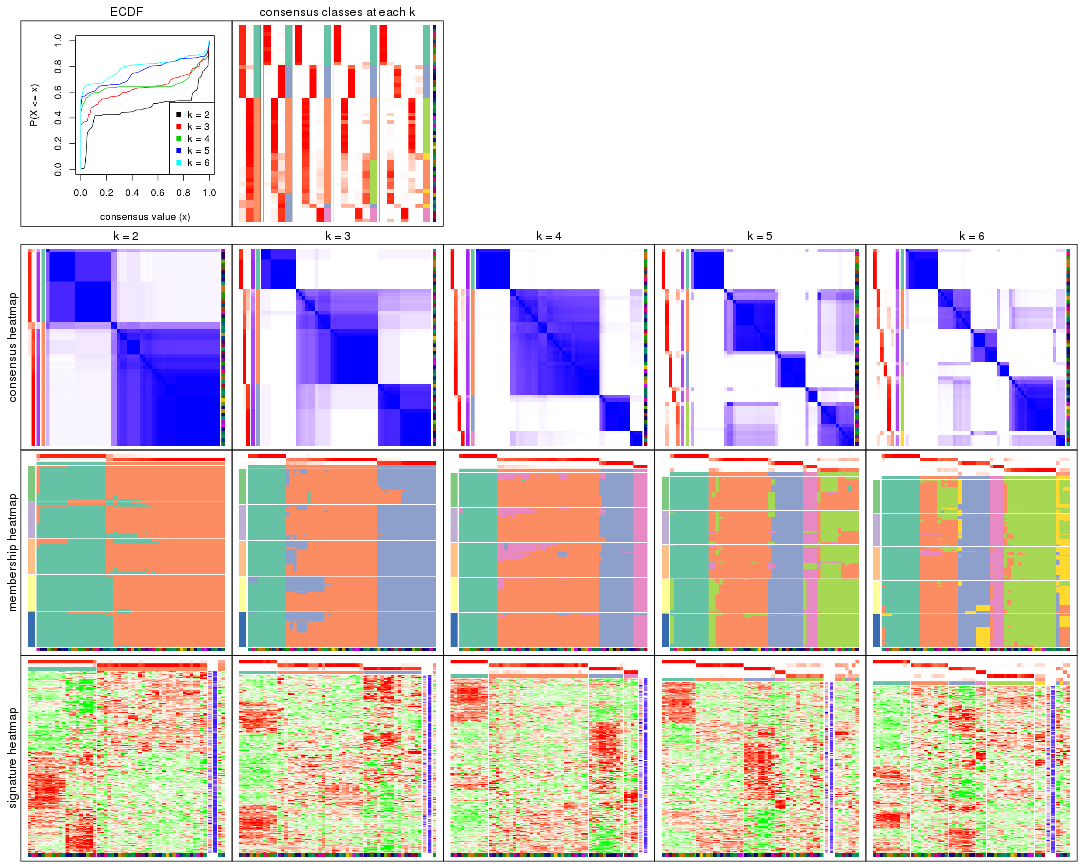 ECDF
consensus classes at each k
P(X <= x)
0.0 0.2 0.4 0.6 0.8 1.0
k = 2
k = 3
k = 4
k = 5
k = 6
0.0 0.2 0.4 0.6 0.8 1.0
consensus value (x)
k = 2 k = 3 k = 4 k = 5 k = 6
consensus heatmap
membership heatmap
signature heatmap